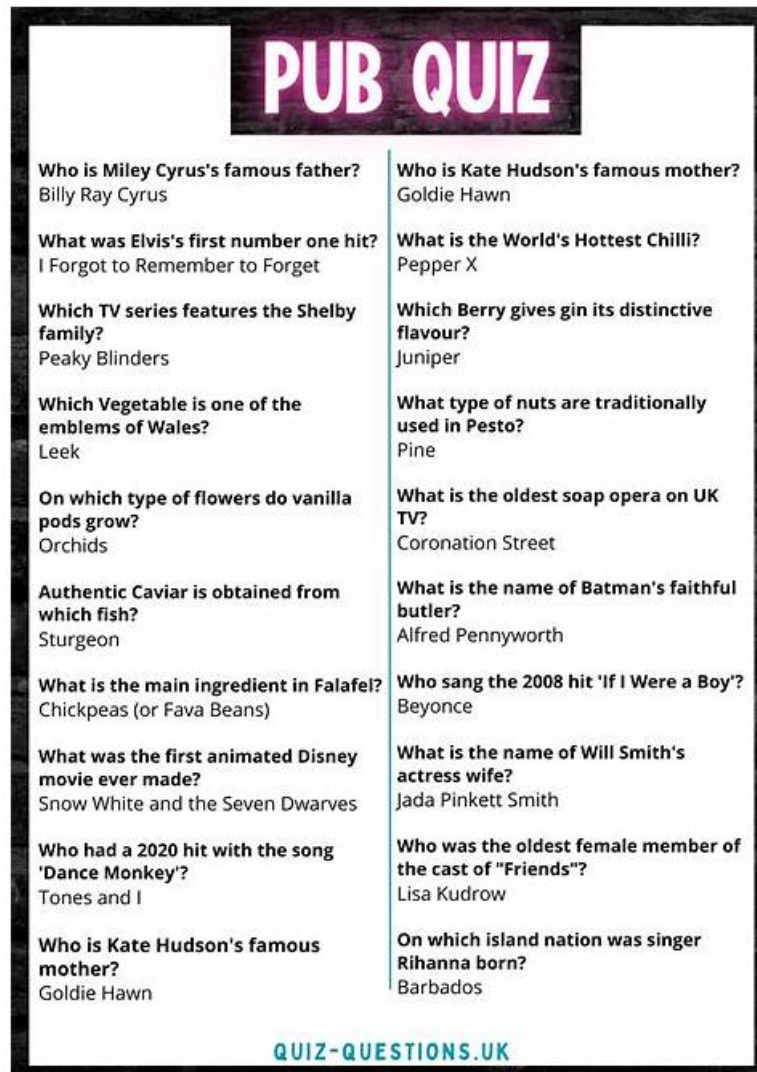 PUB QUIZ
Who is Miley Cyrus's famous father?
Billy Ray Cyrus
What was Elvis's first number one hit?
I Forgot to Remember to Forget
Which TV series features the Shelby
family?
Peaky Blinders
Which Vegetable is one of the
emblems of Wales?
Leek
On which type of flowers do vanilla
pods grow?
Orchids
Authentic Caviar is obtained from
which fish?
Sturgeon
What is the main ingredient in Falafel?
Chickpeas (or Fava Beans)
What was the first animated Disney
movie ever made?
Snow White and the Seven Dwarves
Who had a 2020 hit with the song
'Dance Monkey'?
Tones and I
Who is Kate Hudson's famous
mother?
Goldie Hawn
Who is Kate Hudson's famous mother?
Goldie Hawn
What is the World's Hottest Chilli?
Pepper X
Which Berry gives gin its distinctive
flavour?
Juniper
What type of nuts are traditionally
used in Pesto?
Pine
What is the oldest soap opera on UK
TV?
Coronation Street
What is the name of Batman's faithful
butler?
Alfred Pennyworth
Who sang the 2008 hit 'If I Were a Boy'?
Beyonce
What is the name of Will Smith's
actress wife?
Jada Pinkett Smith
Who was the oldest female member of
the cast of "Friends"?
Lisa Kudrow
On which island nation was singer
Rihanna born?
Barbados
QUIZ-QUESTIONS.UK